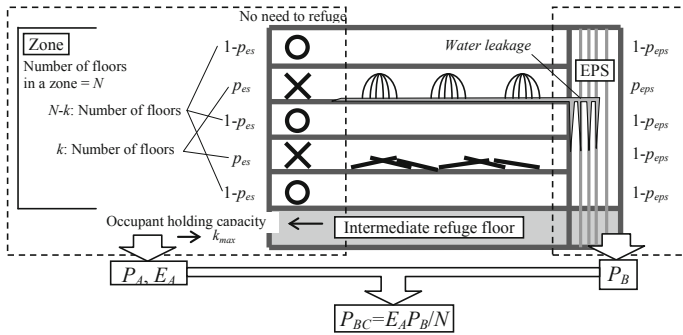 No need to refuge
Zone
Number of floors
in a zone = N
N-k: Number of floors
k: Number of floors
1-pes
pes
1-pes
pes
1-pes
Water leakage
EPS
1-peps
peps
1-peps
1-peps
1-peps
Occupant holding capacity
kmax
Intermediate refuge floor
PA, EA
PB
PBC=EAPB/N